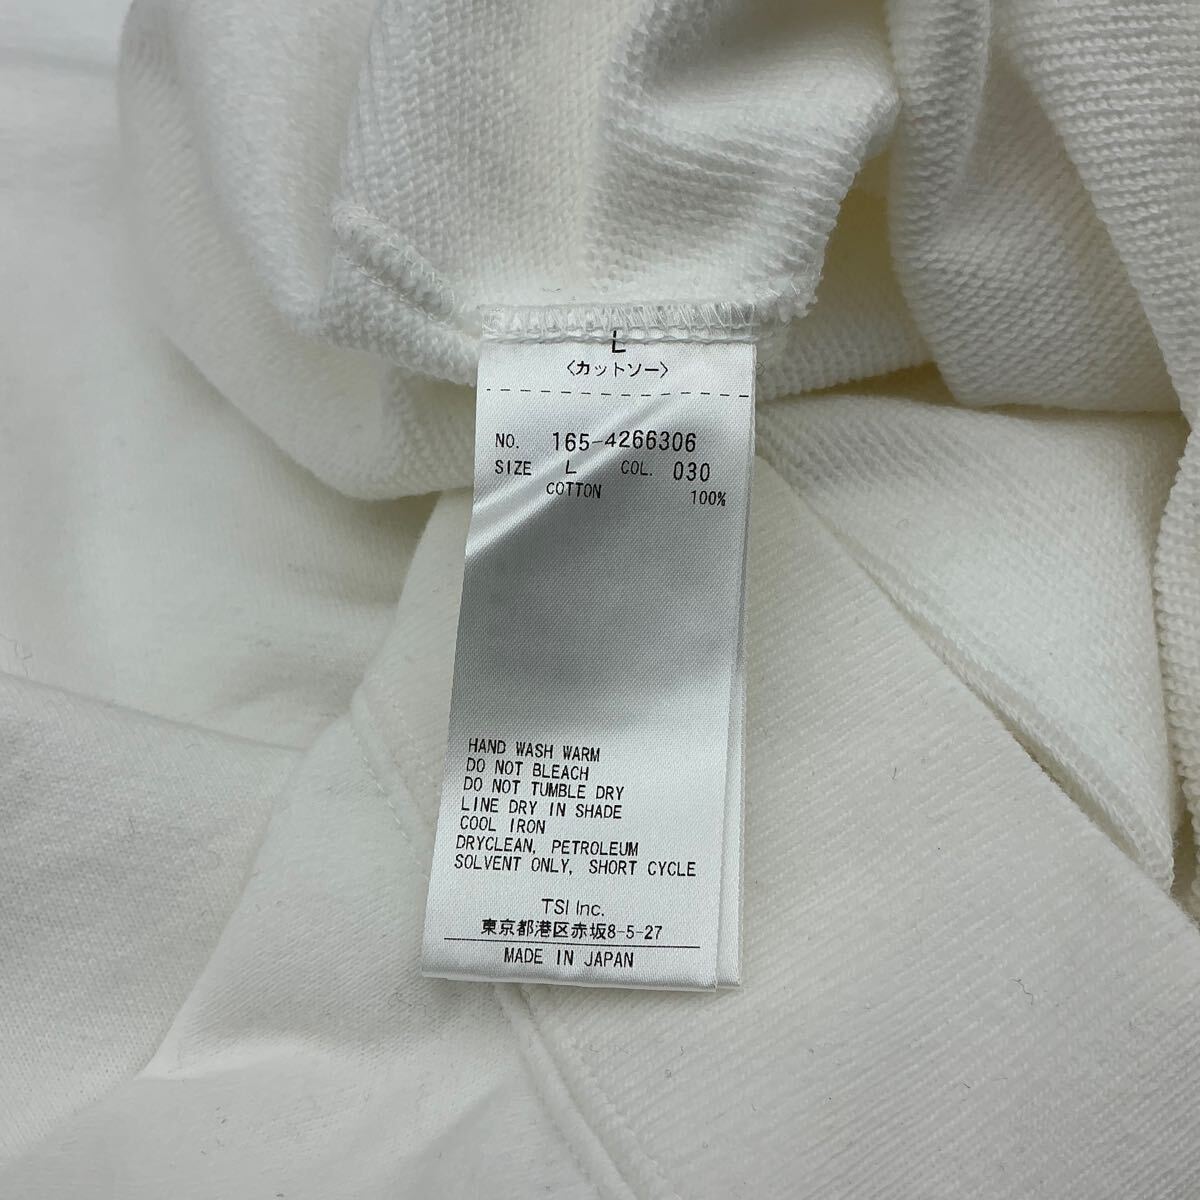 L
〈カットソー〉
NO. 165-4266306
SIZE L COL. 030
COTTON 100%
HAND WASH WARM
DO NOT BLEACH
DO NOT TUMBLE DRY
LINE DRY IN SHADE
COOL IRON
DRYCLEAN, PETROLEUM
SOLVENT ONLY, SHORT CYCLE
TSI Inc.
東京都港区赤坂8-5-27
MADE IN JAPAN